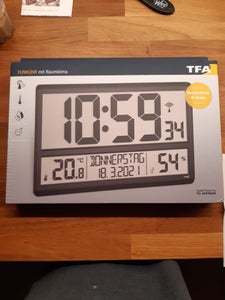 FUNKUHR mit Raumklima
TFA
10:59 34
20.8 °C
DONNERSTAG
18. 3.2021
54 %